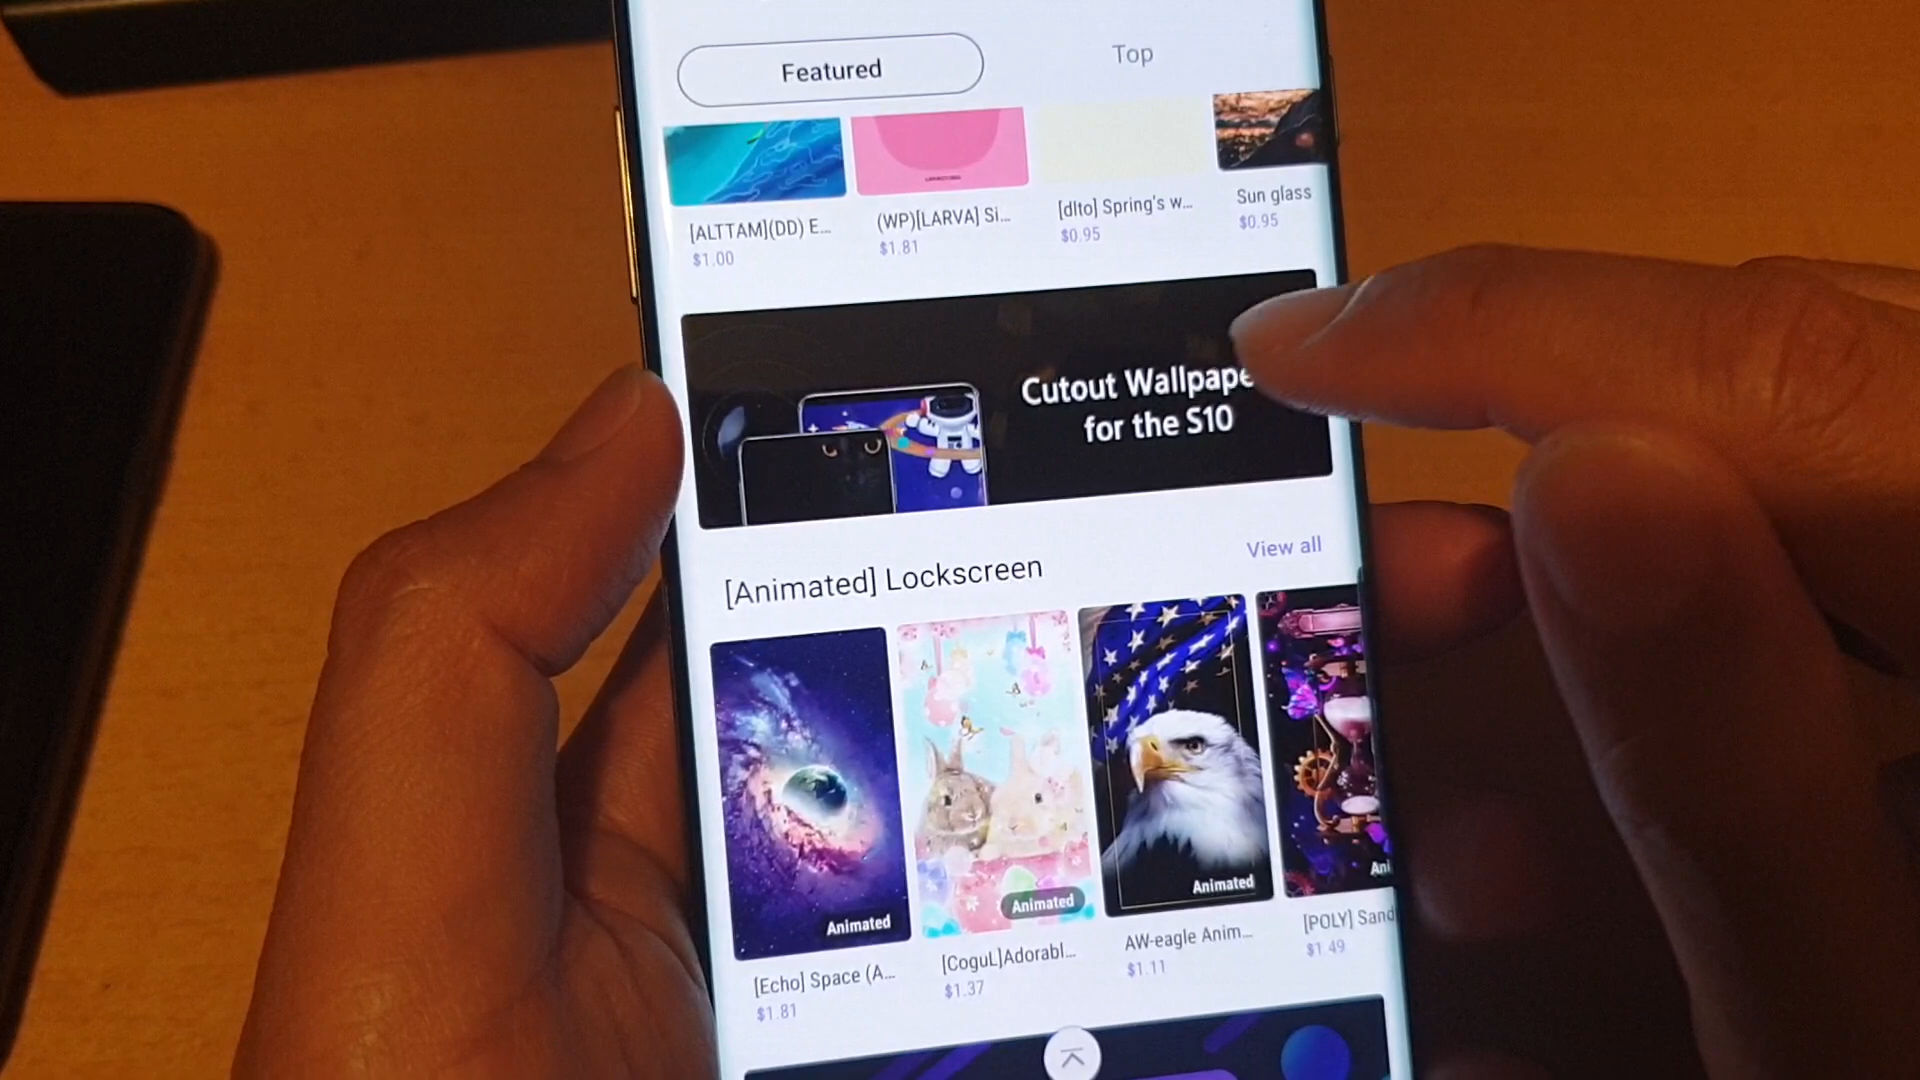 Featured
Top
[ALTTAM](DD) E...
$1.00
(WP)[LARVA] Si...
$1.81
[dlto] Spring's w...
$0.95
Sun glass
$0.95
Cutout Wallpape
for the S10
[Animated] Lockscreen
View all
Animated
Animated
Animated
Ani
[Echo] Space (A...
$1.81
[CoguL]Adorabl...
$1.37
AW-eagle Anim...
$1.11
[POLY] Sand
$1.49